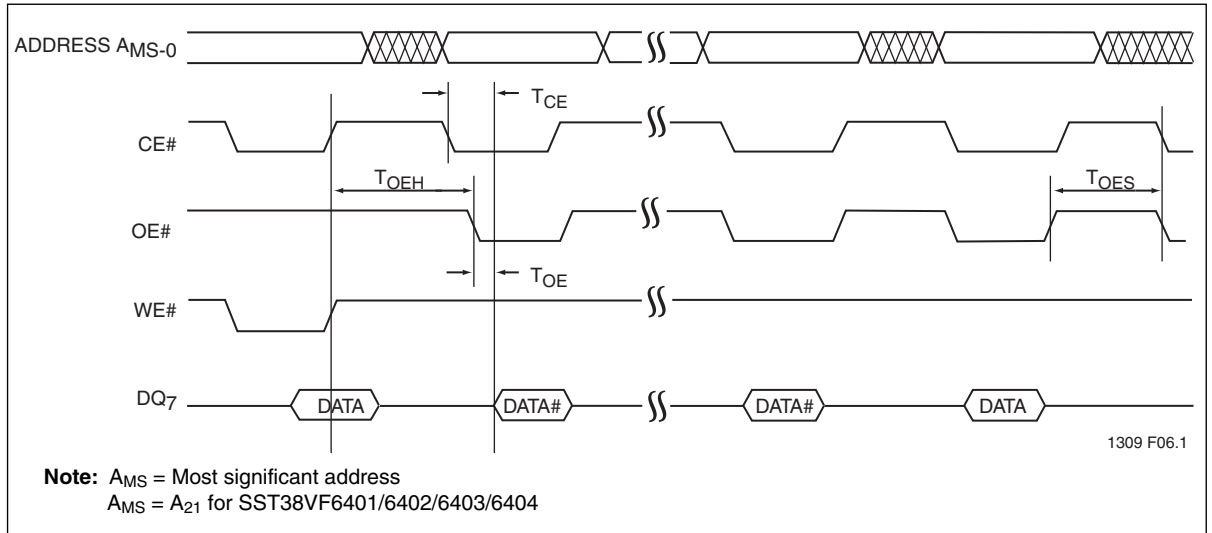 ADDRESS AMS-0
TCE
CE#
TOEH
TOES
OE#
TOE
WE#
DQ7
DATA
DATA#
DATA#
DATA
1309 F06.1
Note: AMS = Most significant address
AMS = A21 for SST38VF6401/6402/6403/6404